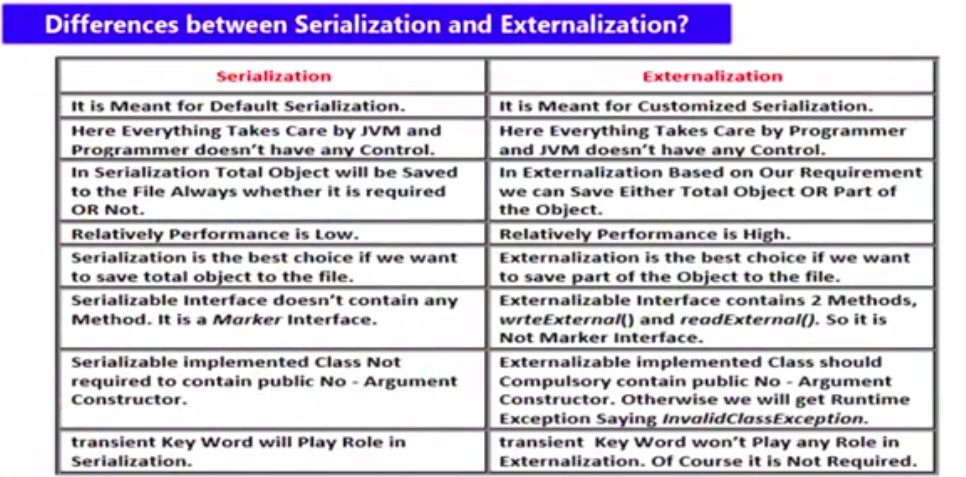 Differences between Serialization and Externalization?
Serialization
Externalization
It is Meant for Default Serialization.
It is Meant for Customized Serialization.
Here Everything Takes Care by JVM and
Programmer doesn't have any Control.
Here Everything Takes Care by Programmer
and JVM doesn't have any Control.
In Serialization Total Object will be Saved
to the File Always whether it is required
OR Not.
In Externalization Based on Our Requirement
we can Save Either Total Object OR Part of
the Object.
Relatively Performance is Low.
Relatively Performance is High.
Serialization is the best choice if we want
to save total object to the file.
Externalization is the best choice if we want
to save part of the Object to the file.
Serializable Interface doesn't contain any
Method. It is a Marker Interface.
Externalizable Interface contains 2 Methods,
wrteExternal() and readExternal(). So it is
Not Marker Interface.
Serializable implemented Class Not
required to contain public No - Argument
Constructor.
Externalizable implemented Class should
Compulsory contain public No - Argument
Constructor. Otherwise we will get Runtime
Exception Saying InvalidClassException.
transient Key Word will Play Role in
Serialization.
transient Key Word won't Play any Role in
Externalization. Of Course it is Not Required.